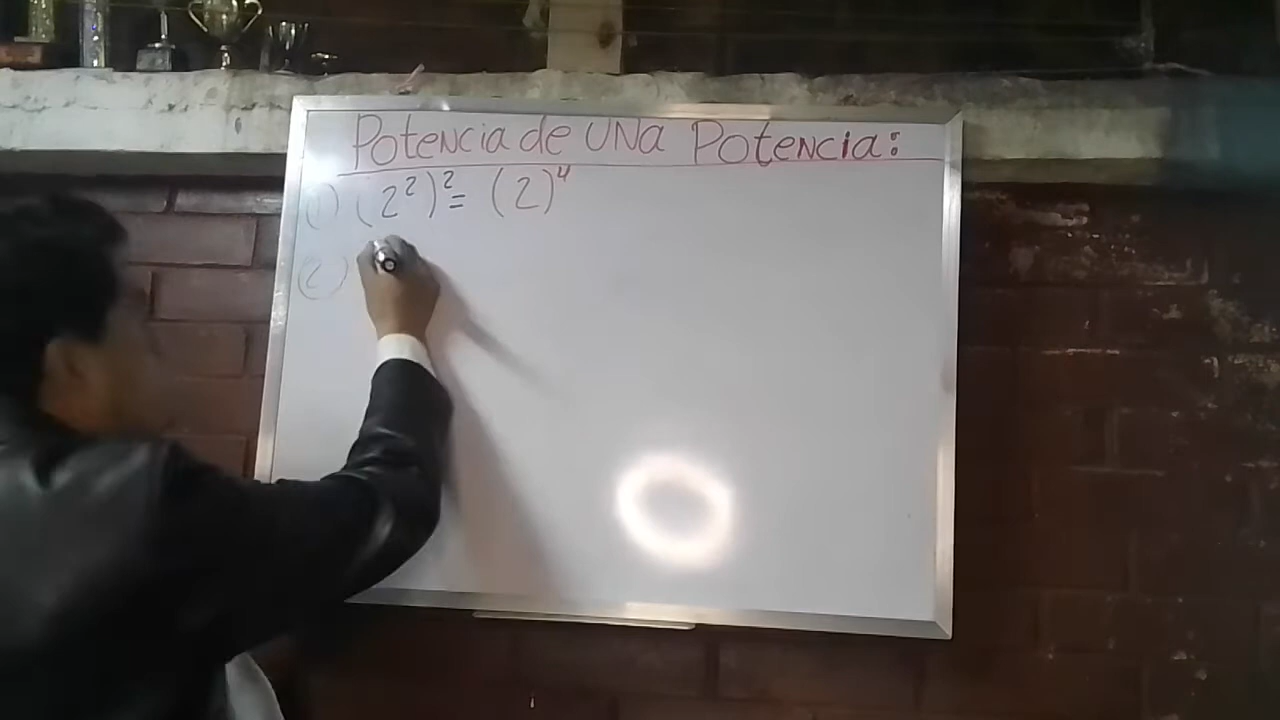 Potencia de UNa Potencia:
(1) (2²)² = (2)⁴
(2)